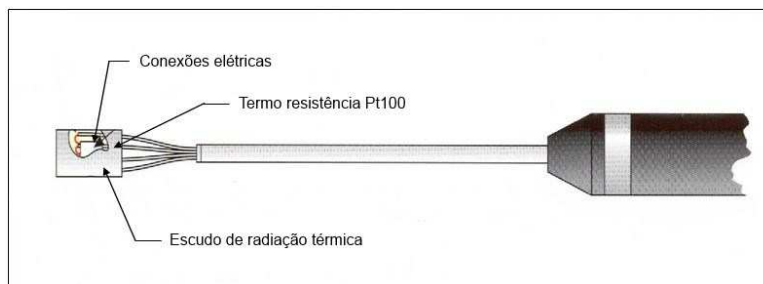 Conexões elétricas
Termo resistência Pt100
Escudo de radiação térmica